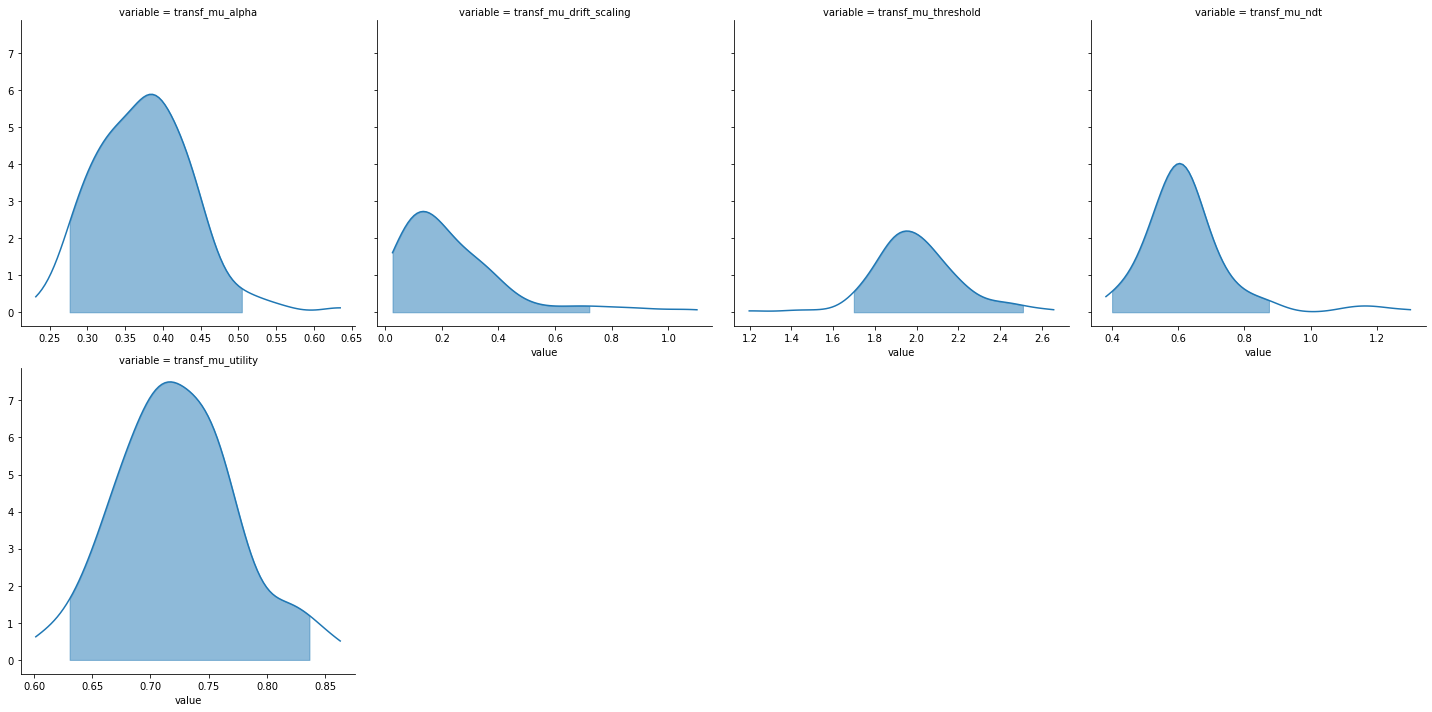 variable = transf_mu_alpha
variable = transf_mu_drift_scaling
variable = transf_mu_threshold
variable = transf_mu_ndt
7
6
5
4
3
2
1
0
0.25 0.30 0.35 0.40 0.45 0.50 0.55 0.60 0.65
0.0 0.2 0.4 0.6 0.8 1.0
1.2 1.4 1.6 1.8 2.0 2.2 2.4 2.6
0.4 0.6 0.8 1.0 1.2
value
value
value
variable = transf_mu_utility
7
6
5
4
3
2
1
0
0.60 0.65 0.70 0.75 0.80 0.85
value